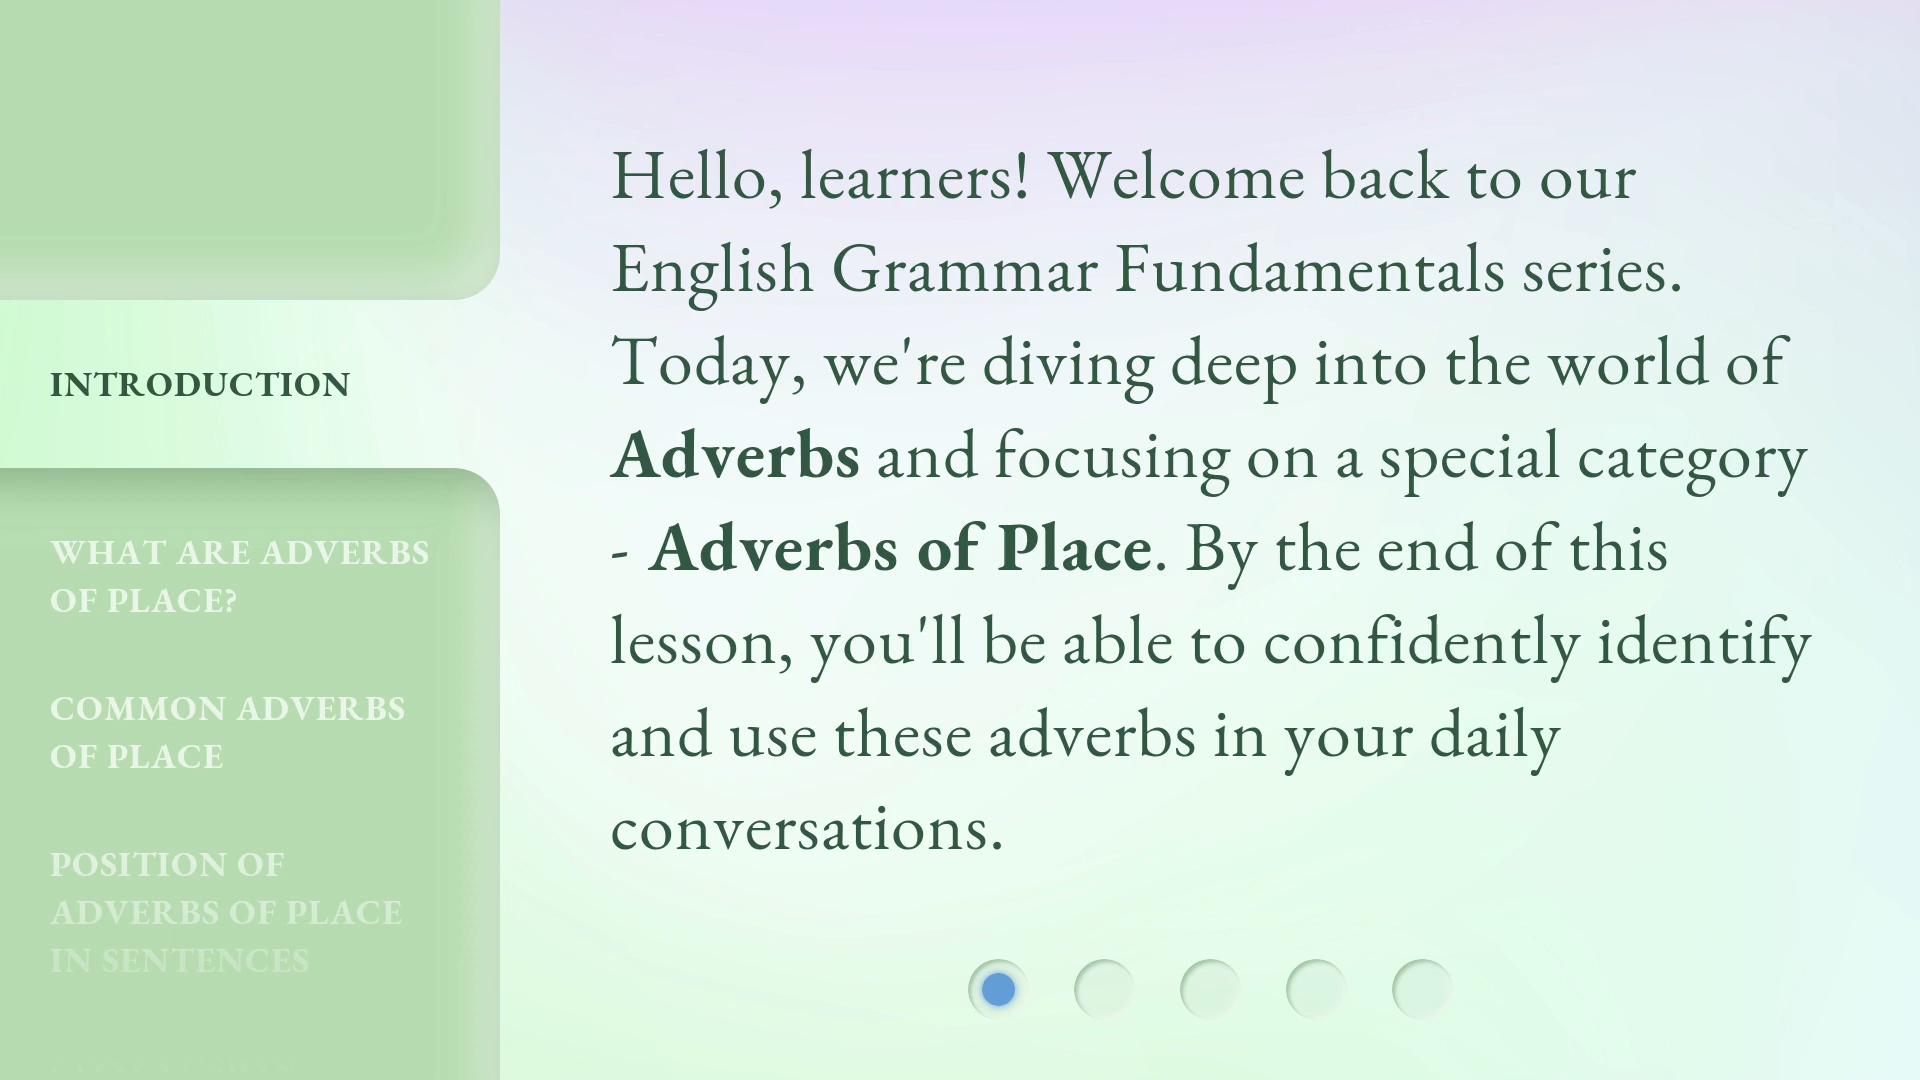 INTRODUCTION
WHAT ARE ADVERBS
OF PLACE?
COMMON ADVERBS
OF PLACE
POSITION OF
ADVERBS OF PLACE
IN SENTENCES
Hello, learners! Welcome back to our
English Grammar Fundamentals series.
Today, we're diving deep into the world of
Adverbs and focusing on a special category
- Adverbs of Place. By the end of this
lesson, you'll be able to confidently identify
and use these adverbs in your daily
conversations.